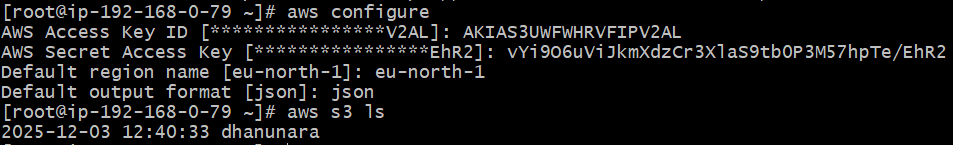 [root@ip-192-168-0-79 ~]# aws configure
AWS Access Key ID [****************V2AL]: AKIAS3UWFWHRVFIPV2AL
AWS Secret Access Key [****************EhR2]: 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
Default region name [eu-north-1]: eu-north-1
Default output format [json]: json
[root@ip-192-168-0-79 ~]# aws s3 ls
2025-12-03 12:40:33 dhanunara